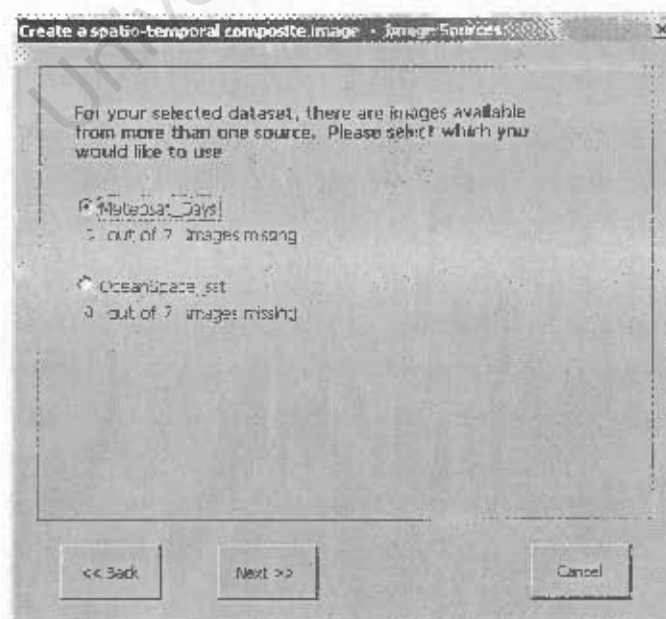 Create a spatio-temporal composite image - Image Sources
For your selected dataset, there are images available
from more than one source. Please select which you
would like to use
Meteosat_Days
out of 7 images missing
OceanSpace_sst
out of 7 images missing
<< Back
Next >>
Cancel